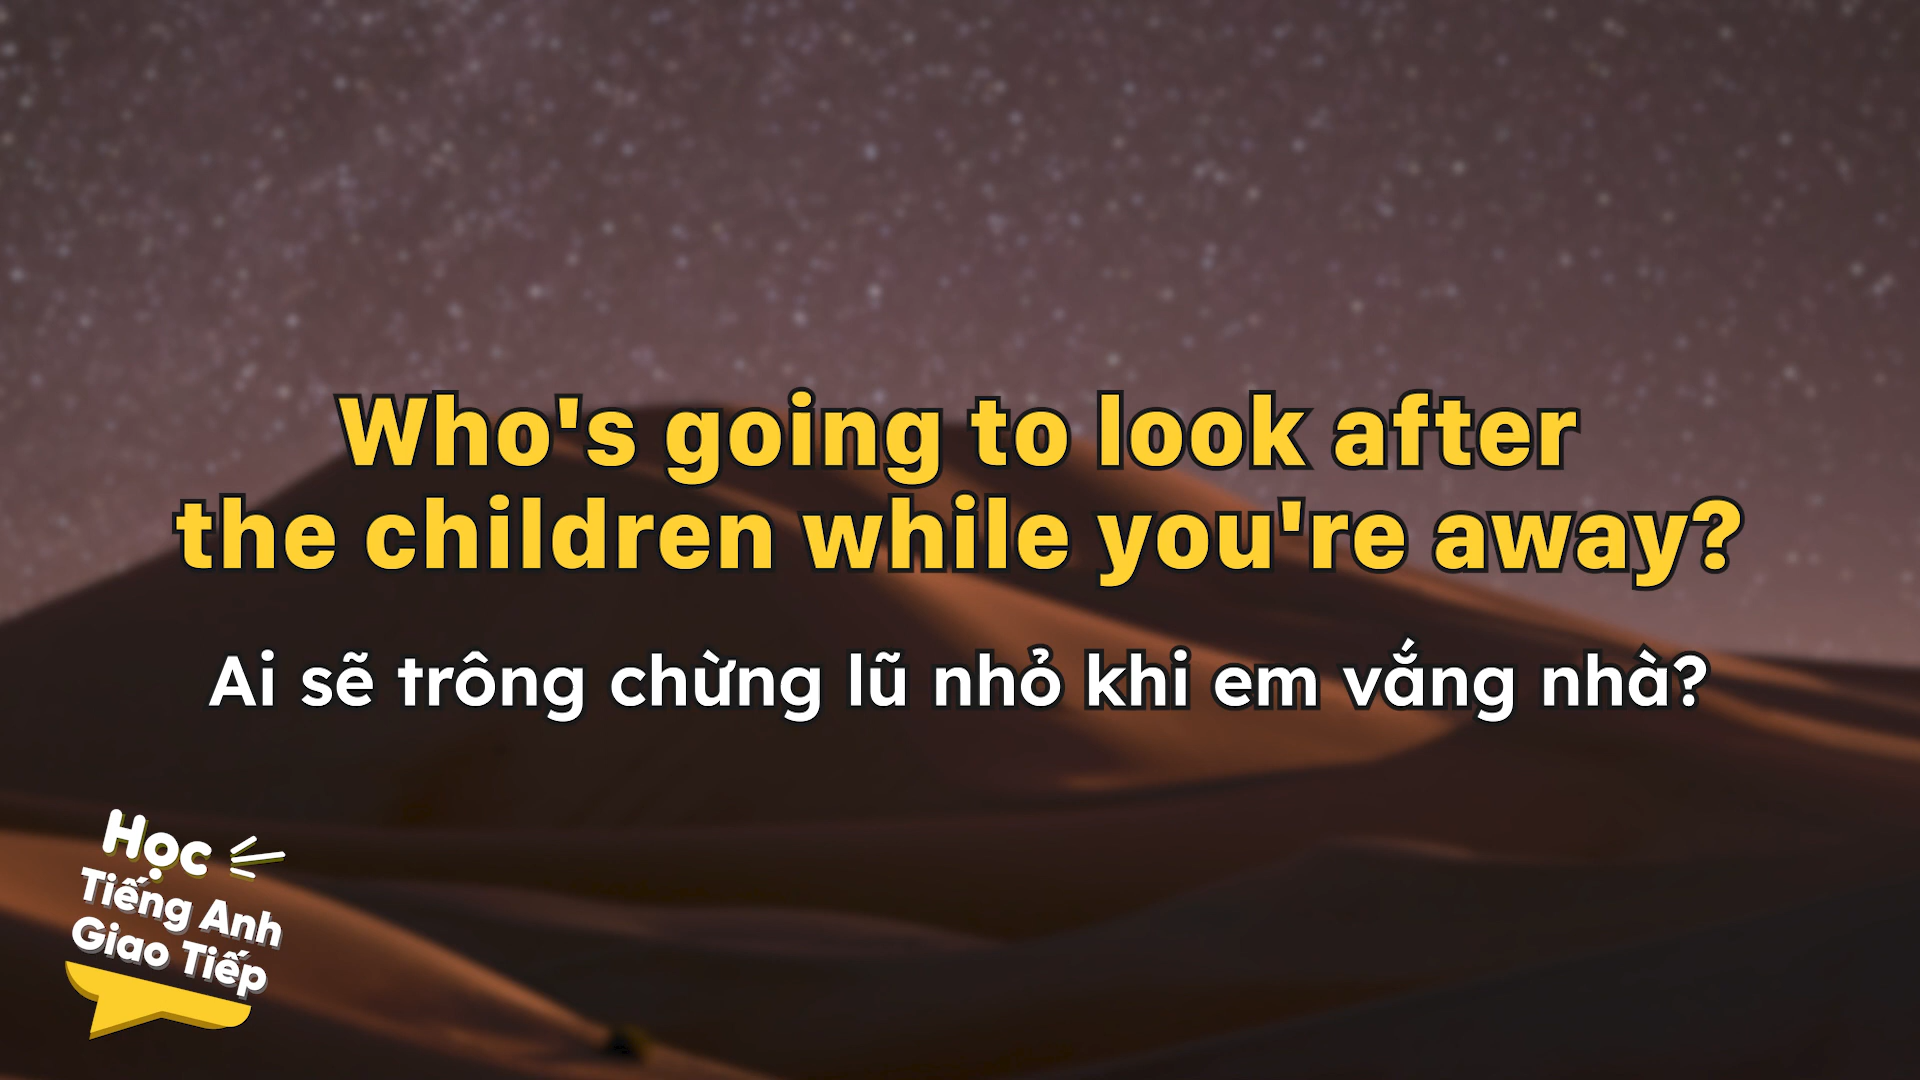 Who's going to look after
the children while you're away?
Ai sẽ trông chừng lũ nhỏ khi em vắng nhà?
Học
Tiếng Anh
Giao Tiếp